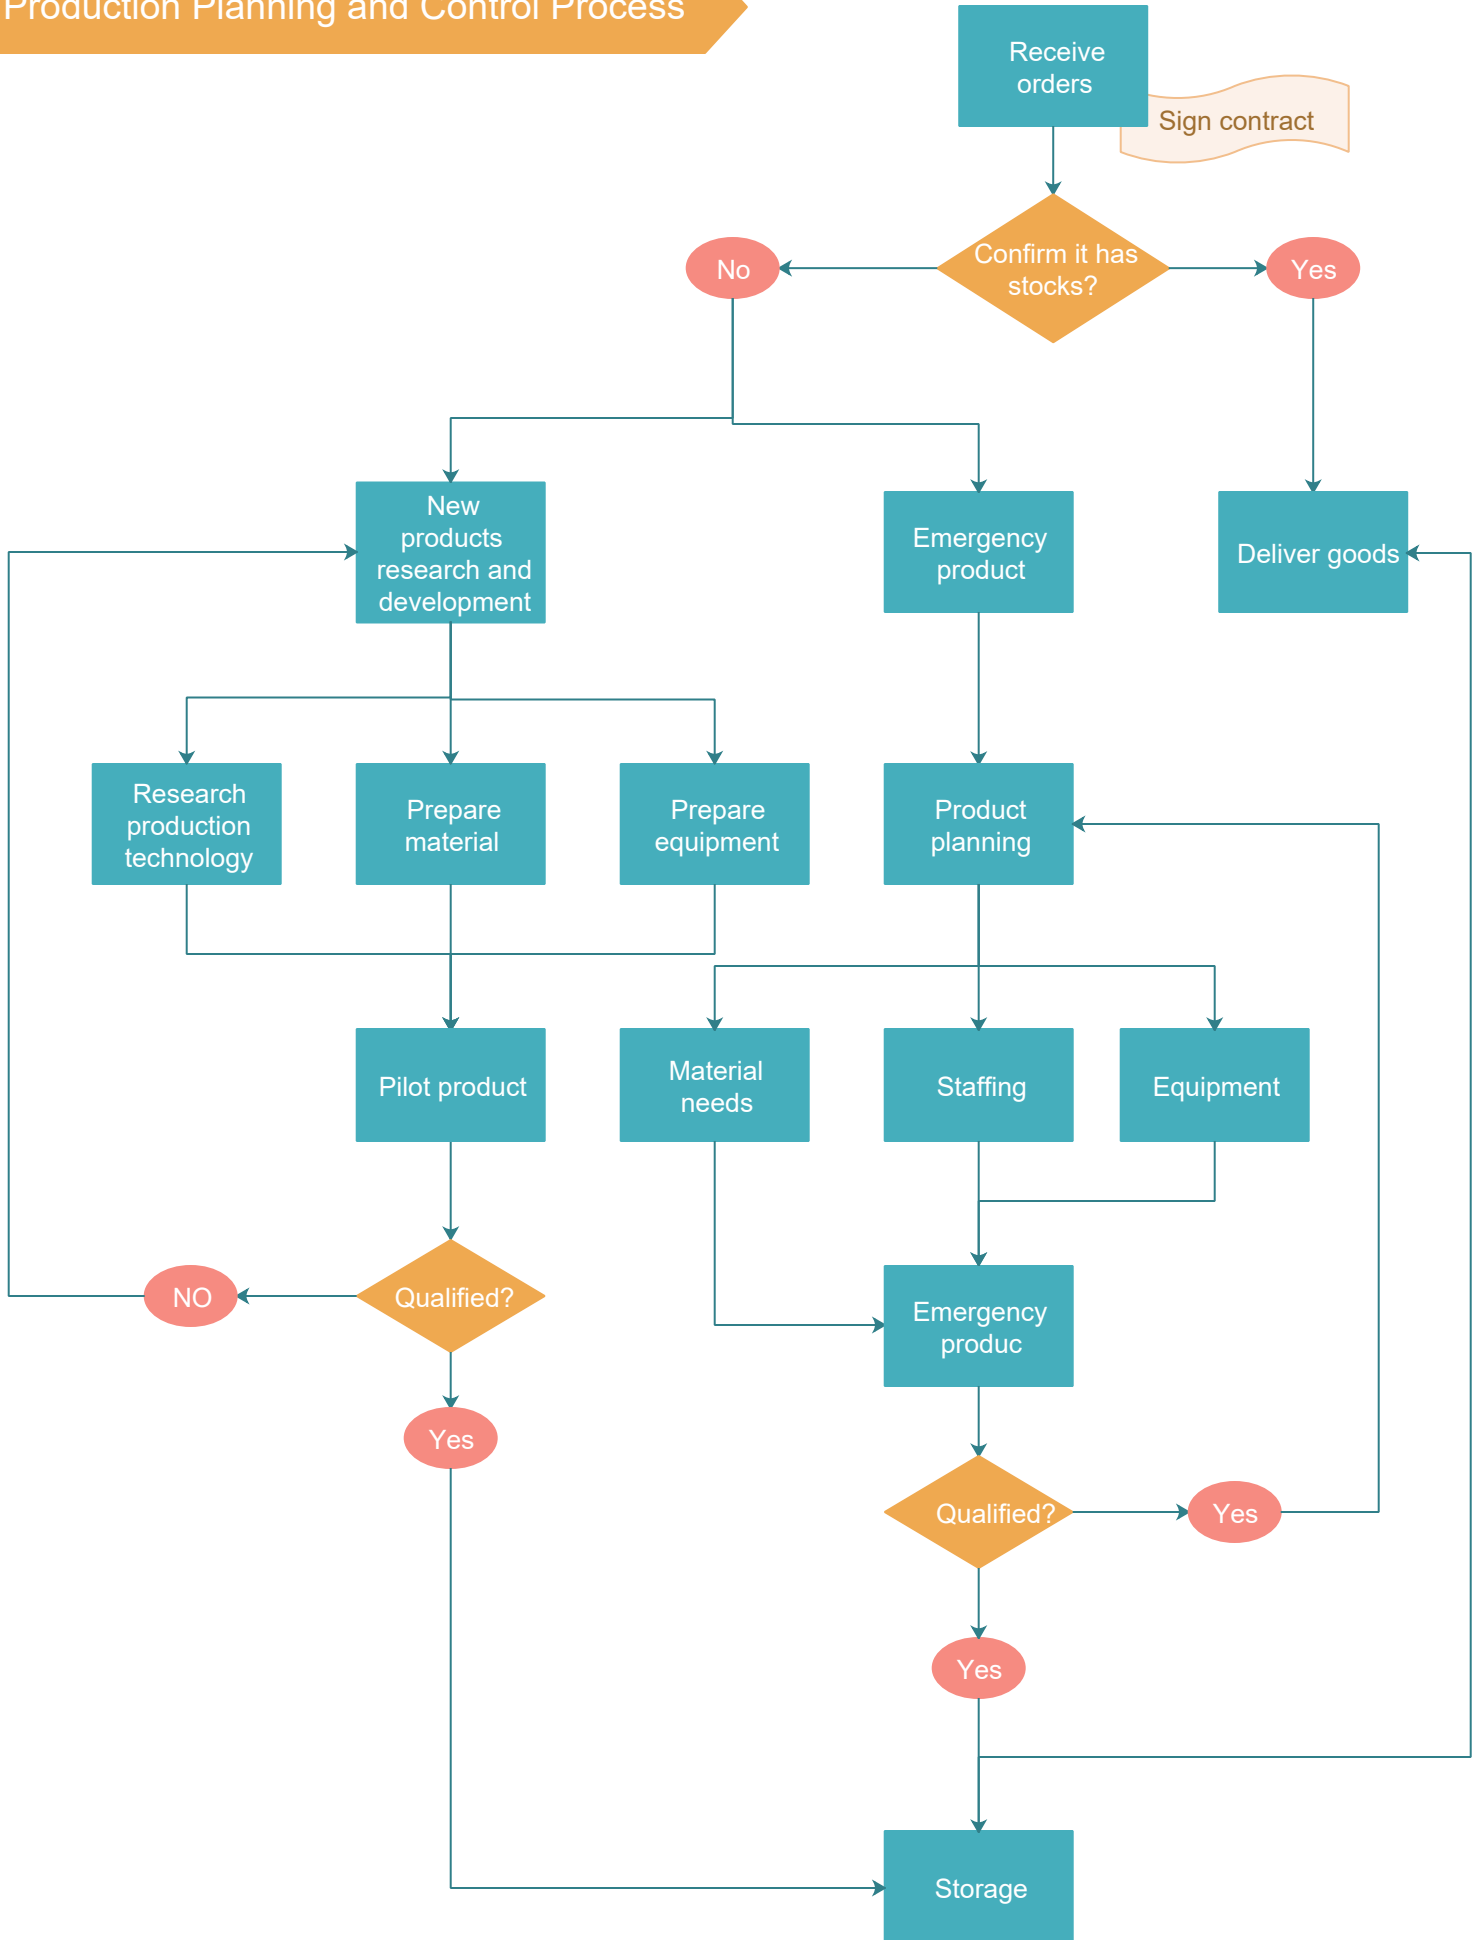 Production Planning and Control Process
Receive
orders
Sign contract
Confirm it has
stocks?
No
Yes
New
products
research and
development
Emergency
product
Deliver goods
Research
production
technology
Prepare
material
Prepare
equipment
Product
planning
Pilot product
Material
needs
Staffing
Equipment
NO
Qualified?
Emergency
produc
Yes
Qualified?
Yes
Yes
Storage